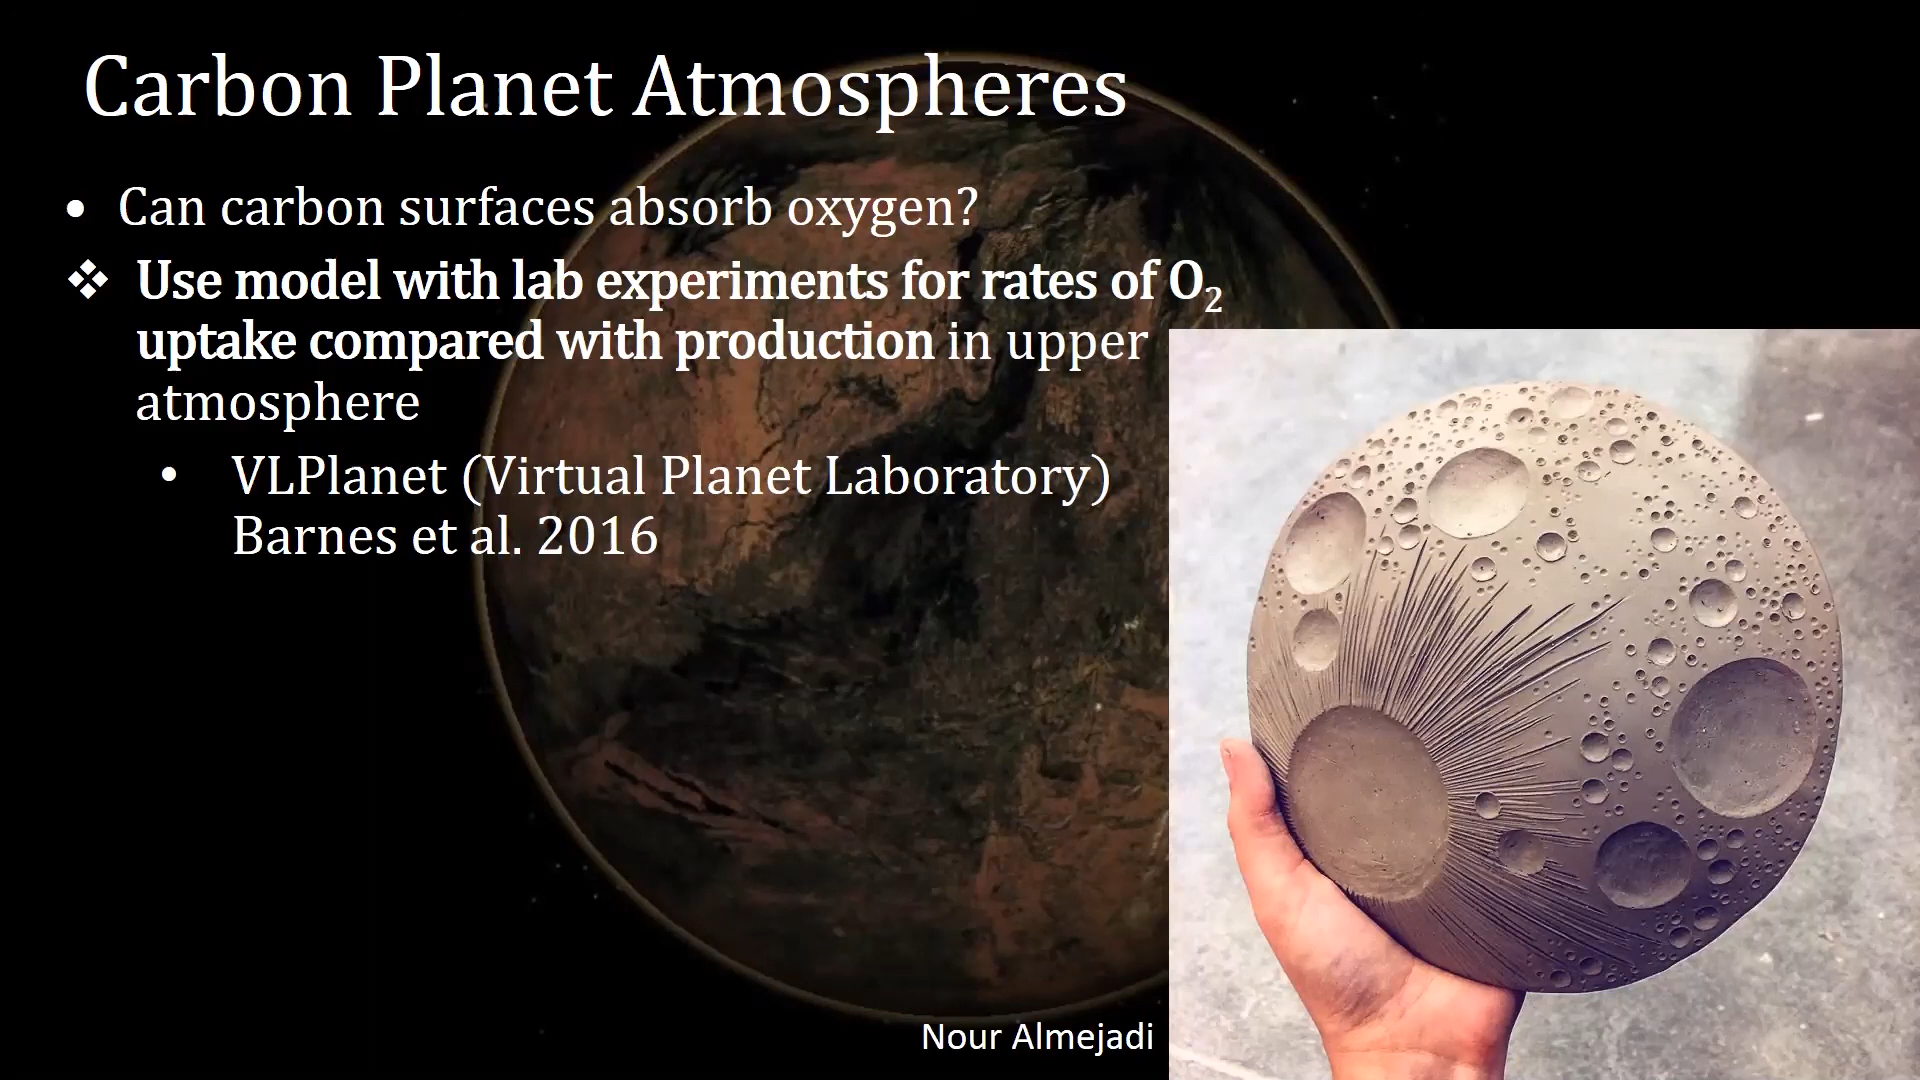 Carbon Planet Atmospheres
• Can carbon surfaces absorb oxygen?
❖ Use model with lab experiments for rates of O₂
uptake compared with production in upper
atmosphere
• VLPlanet (Virtual Planet Laboratory)
Barnes et al. 2016
Nour Almejadi